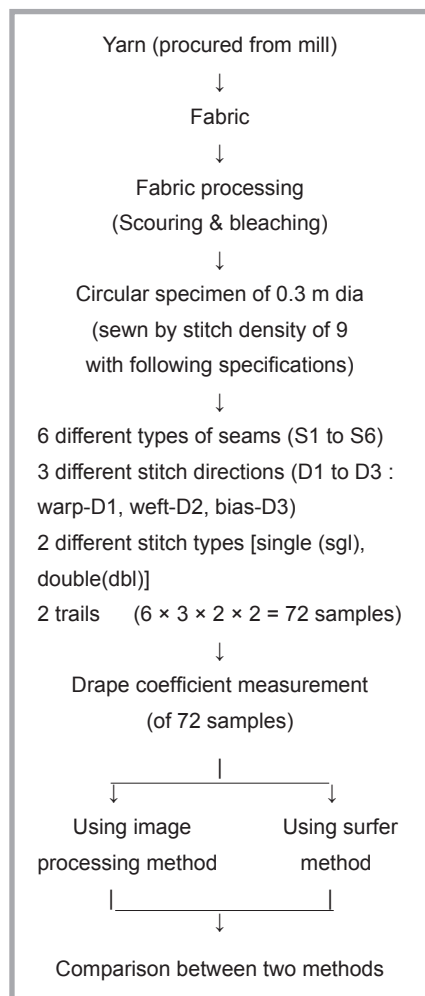 Yarn (procured from mill)
↓
Fabric
↓
Fabric processing
(Scouring & bleaching)
↓
Circular specimen of 0.3 m dia
(sewn by stitch density of 9
with following specifications)
↓
6 different types of seams (S1 to S6)
3 different stitch directions (D1 to D3 :
warp-D1, weft-D2, bias-D3)
2 different stitch types [single (sgl),
double(dbl)]
2 trails (6 × 3 × 2 × 2 = 72 samples)
↓
Drape coefficient measurement
(of 72 samples)
↓ ↓
Using image Using surfer
processing method method
↓
Comparison between two methods